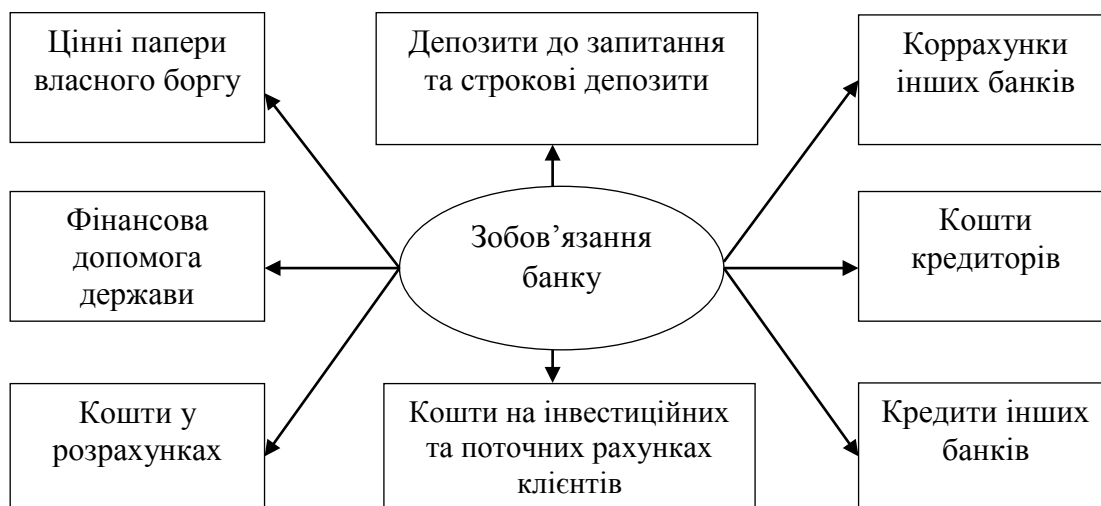 Цінні папери
власного боргу
Депозити до запитання
та строкові депозити
Коррахунки
інших банків
Фінансова
допомога
держави
Зобов’язання
банку
Кошти
кредиторів
Кошти у
розрахунках
Кошти на інвестиційних
та поточних рахунках
клієнтів
Кредити інших
банків